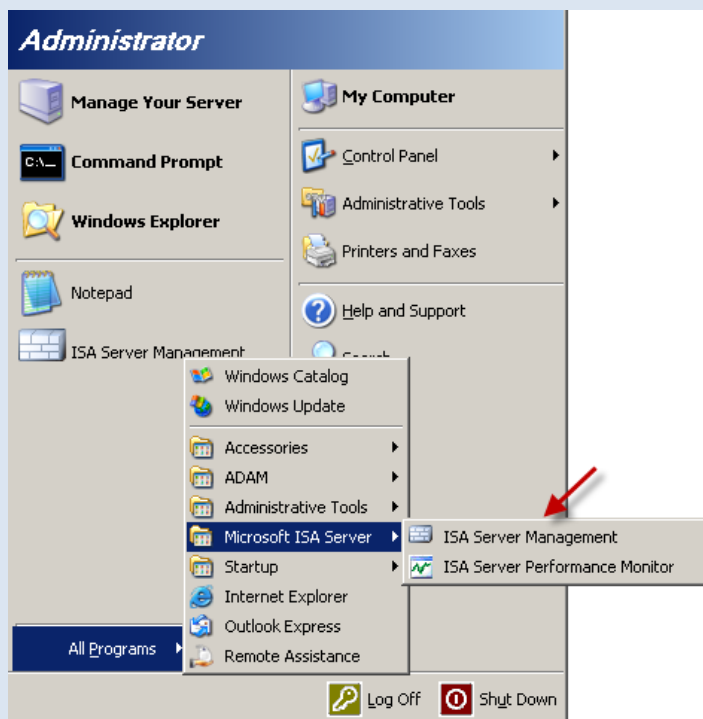 Administrator
Manage Your Server
Command Prompt
Windows Explorer
Notepad
ISA Server Management
My Computer
Control Panel
Administrative Tools
Printers and Faxes
Help and Support
Search
Windows Catalog
Windows Update
Accessories
ADAM
Administrative Tools
Microsoft ISA Server
Startup
Internet Explorer
Outlook Express
Remote Assistance
ISA Server Management
ISA Server Performance Monitor
All Programs
Log Off
Shut Down